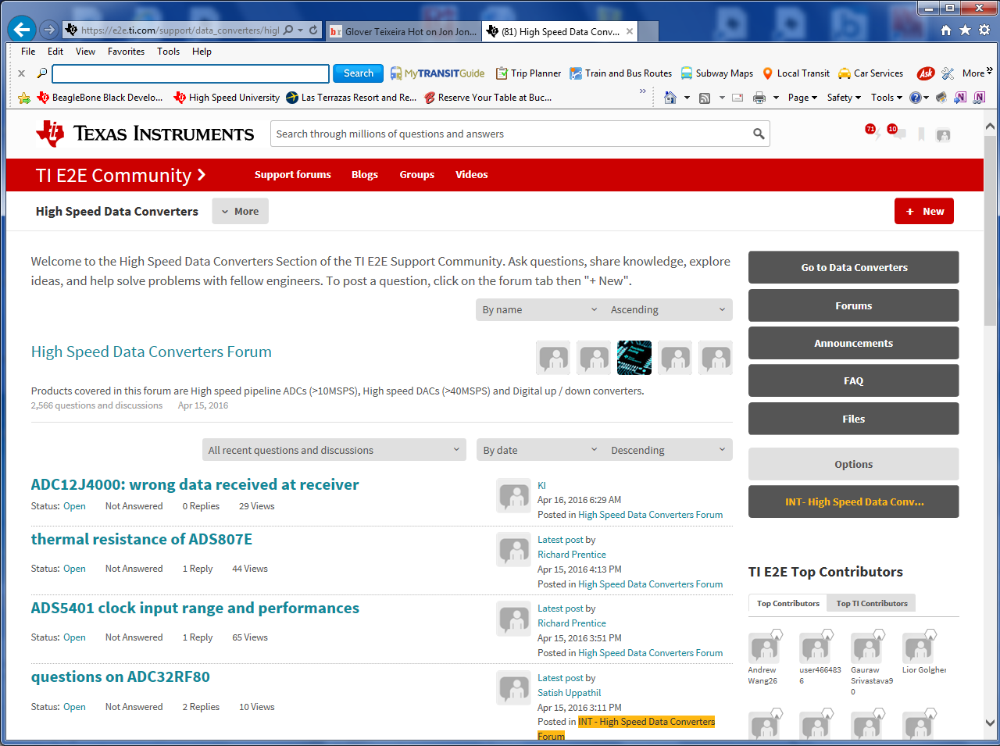 https://e2e.ti.com/support/data_converters/higl
Glover Teixeira Hot on Jon Jon...
(81) High Speed Data Conv...
File Edit View Favorites Tools Help
Search MyTRANSITGuide Trip Planner Train and Bus Routes Subway Maps Local Transit Car Services Ask More
BeagleBone Black Develo... High Speed University Las Terrazas Resort and Re... Reserve Your Table at Buc... Page Safety Tools
TEXAS INSTRUMENTS
Search through millions of questions and answers
71 10
TI E2E Community Support forums Blogs Groups Videos
High Speed Data Converters More + New
Welcome to the High Speed Data Converters Section of the TI E2E Support Community. Ask questions, share knowledge, explore
ideas, and help solve problems with fellow engineers. To post a question, click on the forum tab then "+ New".
By name Ascending
High Speed Data Converters Forum
Products covered in this forum are High speed pipeline ADCs (>10MSPS), High speed DACs (>40MSPS) and Digital up / down converters.
2,566 questions and discussions Apr 15, 2016
All recent questions and discussions By date Descending
ADC12J4000: wrong data received at receiver
Status: Open Not Answered 0 Replies 29 Views
KI
Apr 16, 2016 6:29 AM
Posted in High Speed Data Converters Forum
thermal resistance of ADS807E
Status: Open Not Answered 1 Reply 44 Views
Latest post by
Richard Prentice
Apr 15, 2016 4:13 PM
Posted in High Speed Data Converters Forum
ADS5401 clock input range and performances
Status: Open Not Answered 1 Reply 65 Views
Latest post by
Richard Prentice
Apr 15, 2016 3:51 PM
Posted in High Speed Data Converters Forum
questions on ADC32RF80
Status: Open Not Answered 2 Replies 10 Views
Latest post by
Satish Uppathil
Apr 15, 2016 3:11 PM
Posted in INT - High Speed Data Converters
Forum
Go to Data Converters
Forums
Announcements
FAQ
Files
Options
INT- High Speed Data Conv...
TI E2E Top Contributors
Top Contributors Top TI Contributors
Andrew
Wang26
user466483
6
Gauraw
Srivastava9
0
Lior Golgher